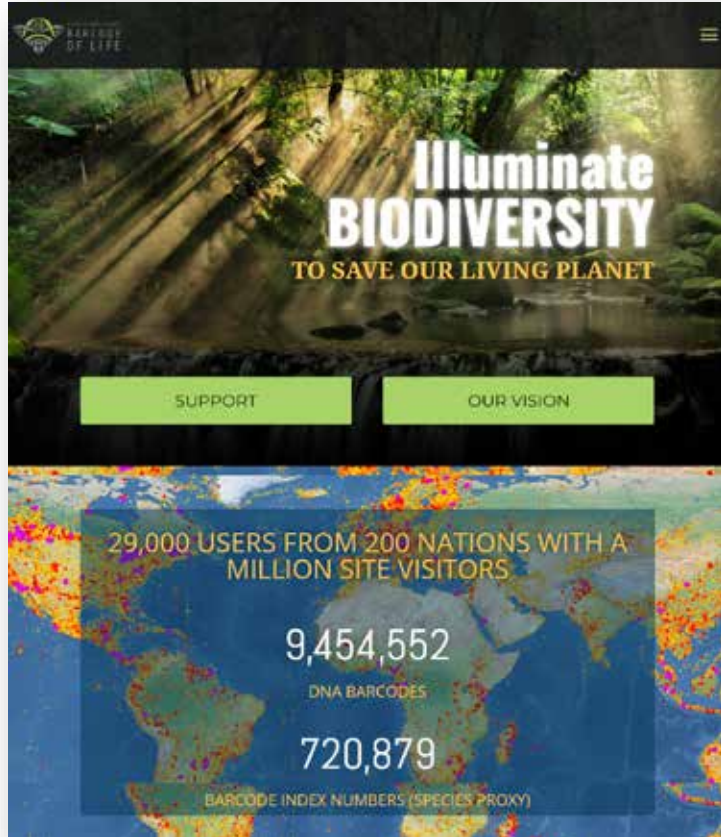 BARCODE
OF LIFE
Illuminate
BIODIVERSITY
TO SAVE OUR LIVING PLANET
SUPPORT
OUR VISION
29,000 USERS FROM 200 NATIONS WITH A
MILLION SITE VISITORS
9,454,552
DNA BARCODES
720,879
BARCODE INDEX NUMBERS (SPECIES PROXY)